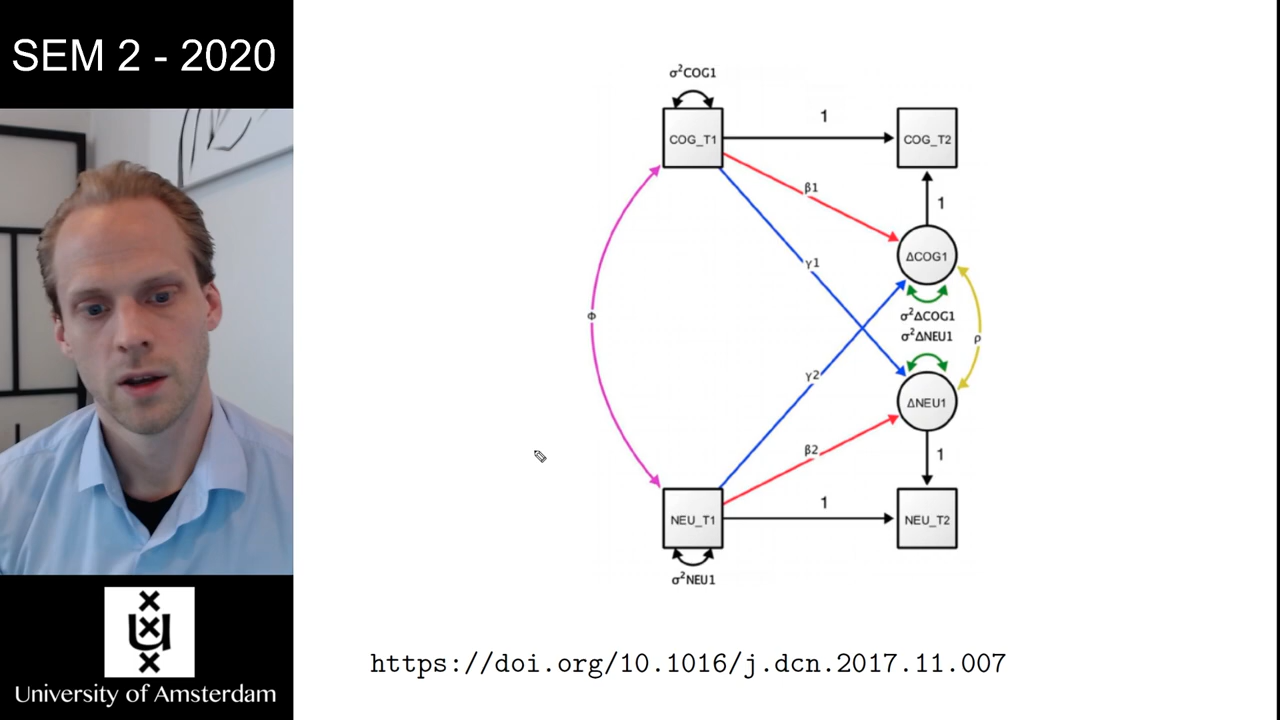 SEM 2 - 2020
σ²COG1
COG_T1
1
COG_T2
β1
1
γ1
ΔCOG1
Φ
σ²ΔCOG1
σ²ΔNEU1
ρ
γ2
ΔNEU1
β2
1
1
NEU_T1
NEU_T2
σ²NEU1
https://doi.org/10.1016/j.dcn.2017.11.007
University of Amsterdam